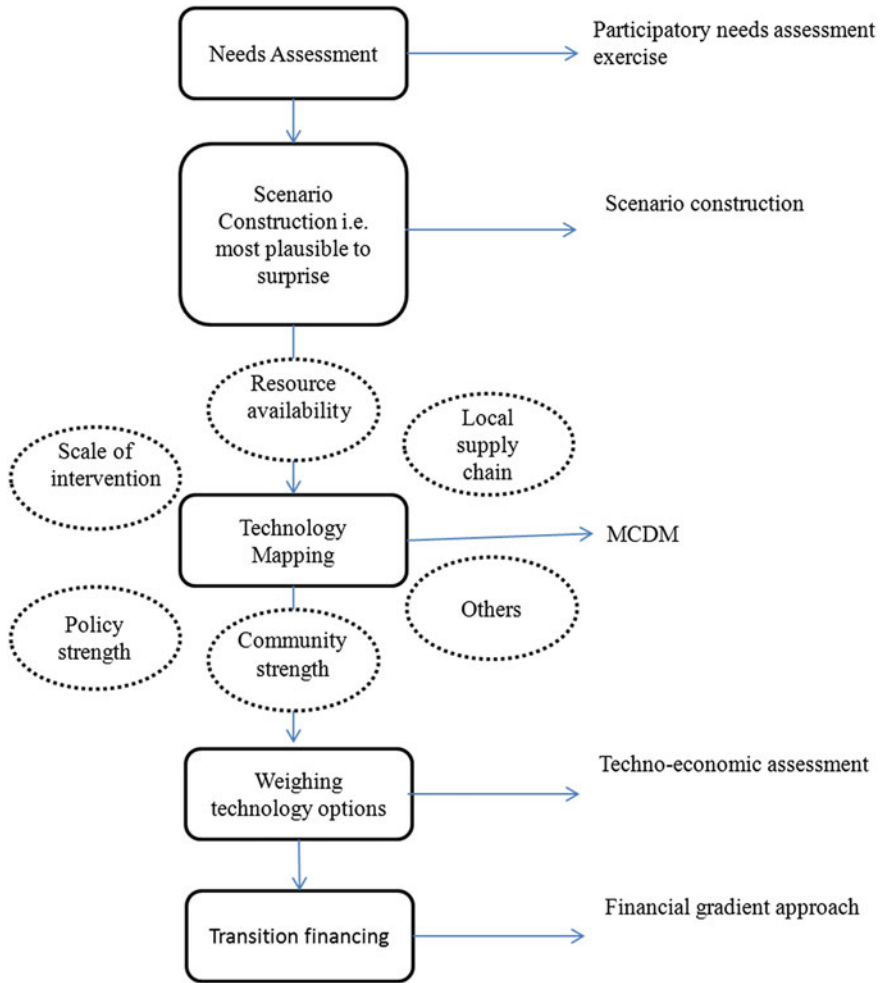 Needs Assessment
Participatory needs assessment
exercise
Scenario
Construction i.e.
most plausible to
surprise
Scenario construction
Resource
availability
Local
supply
chain
Scale of
intervention
Technology
Mapping
MCDM
Others
Policy
strength
Community
strength
Weighing
technology options
Techno-economic assessment
Transition financing
Financial gradient approach